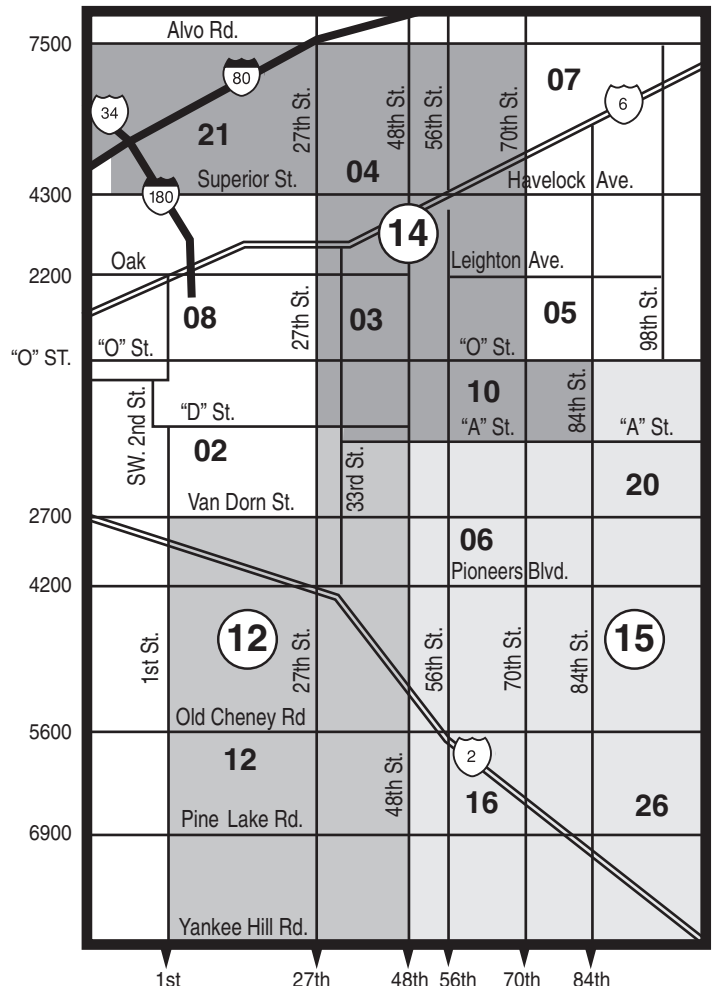 Alvo Rd.
7500
07
80
6
34
27th St.
48th St.
56th St.
70th St.
21
04
Superior St.
Havelock Ave.
4300
180
14
Oak
Leighton Ave.
2200
08
27th St.
03
05
98th St.
"O" ST.
"O" St.
"O" St.
10
84th St.
"D" St.
"A" St.
"A" St.
SW. 2nd St.
02
33rd St.
20
Van Dorn St.
2700
06
Pioneers Blvd.
4200
12
15
1st St.
27th St.
56th St.
70th St.
84th St.
Old Cheney Rd
5600
12
2
48th St.
16
26
Pine Lake Rd.
6900
Yankee Hill Rd.
1st 27th 48th 56th 70th 84th